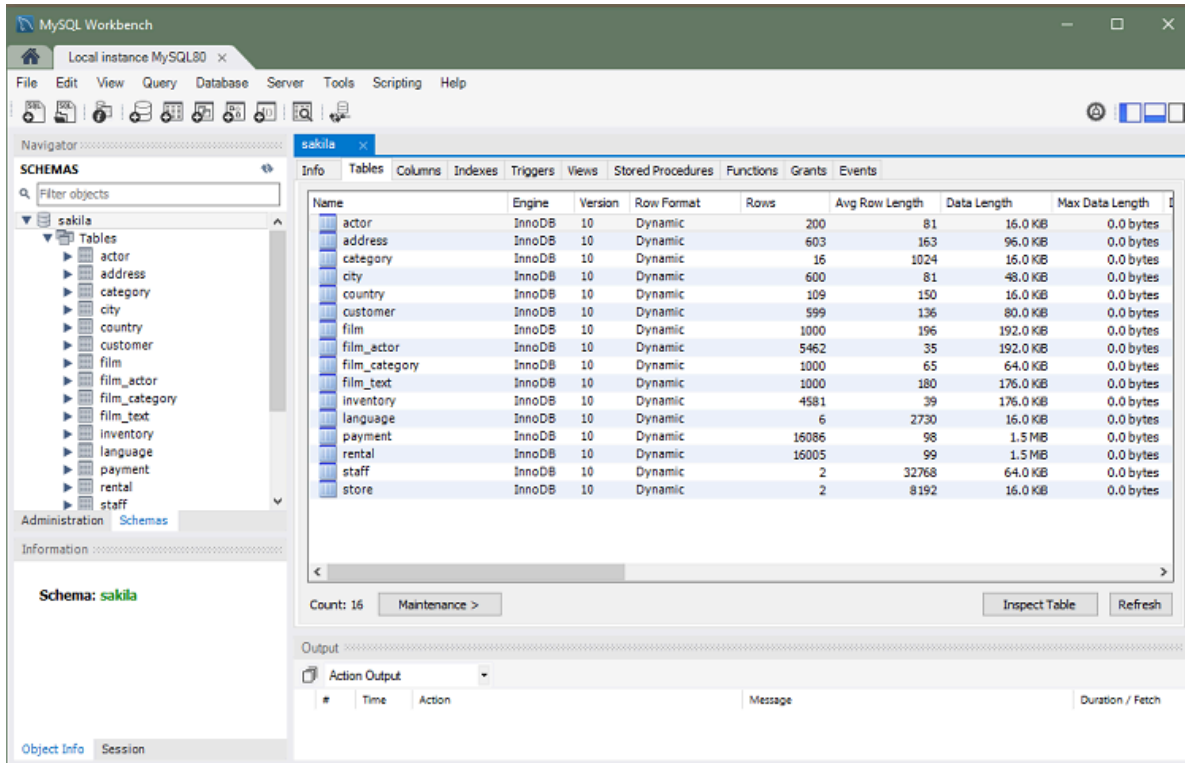 MySQL Workbench
Local instance MySQL80
File Edit View Query Database Server Tools Scripting Help
Navigator
SCHEMAS
Filter objects
sakila
Tables
actor
address
category
city
country
customer
film
film_actor
film_category
film_text
inventory
language
payment
rental
staff
Administration Schemas
Information
Schema: sakila
Object Info Session
sakila
Info Tables Columns Indexes Triggers Views Stored Procedures Functions Grants Events
Name Engine Version Row Format Rows Avg Row Length Data Length Max Data Length
actor InnoDB 10 Dynamic 200 81 16.0 KiB 0.0 bytes
address InnoDB 10 Dynamic 603 163 96.0 KiB 0.0 bytes
category InnoDB 10 Dynamic 16 1024 16.0 KiB 0.0 bytes
city InnoDB 10 Dynamic 600 81 48.0 KiB 0.0 bytes
country InnoDB 10 Dynamic 109 150 16.0 KiB 0.0 bytes
customer InnoDB 10 Dynamic 599 136 80.0 KiB 0.0 bytes
film InnoDB 10 Dynamic 1000 196 192.0 KiB 0.0 bytes
film_actor InnoDB 10 Dynamic 5462 35 192.0 KiB 0.0 bytes
film_category InnoDB 10 Dynamic 1000 65 64.0 KiB 0.0 bytes
film_text InnoDB 10 Dynamic 1000 180 176.0 KiB 0.0 bytes
inventory InnoDB 10 Dynamic 4581 39 176.0 KiB 0.0 bytes
language InnoDB 10 Dynamic 6 2730 16.0 KiB 0.0 bytes
payment InnoDB 10 Dynamic 16086 98 1.5 MiB 0.0 bytes
rental InnoDB 10 Dynamic 16005 99 1.5 MiB 0.0 bytes
staff InnoDB 10 Dynamic 2 32768 64.0 KiB 0.0 bytes
store InnoDB 10 Dynamic 2 8192 16.0 KiB 0.0 bytes
Count: 16 Maintenance > Inspect Table Refresh
Output
Action Output
# Time Action Message Duration / Fetch